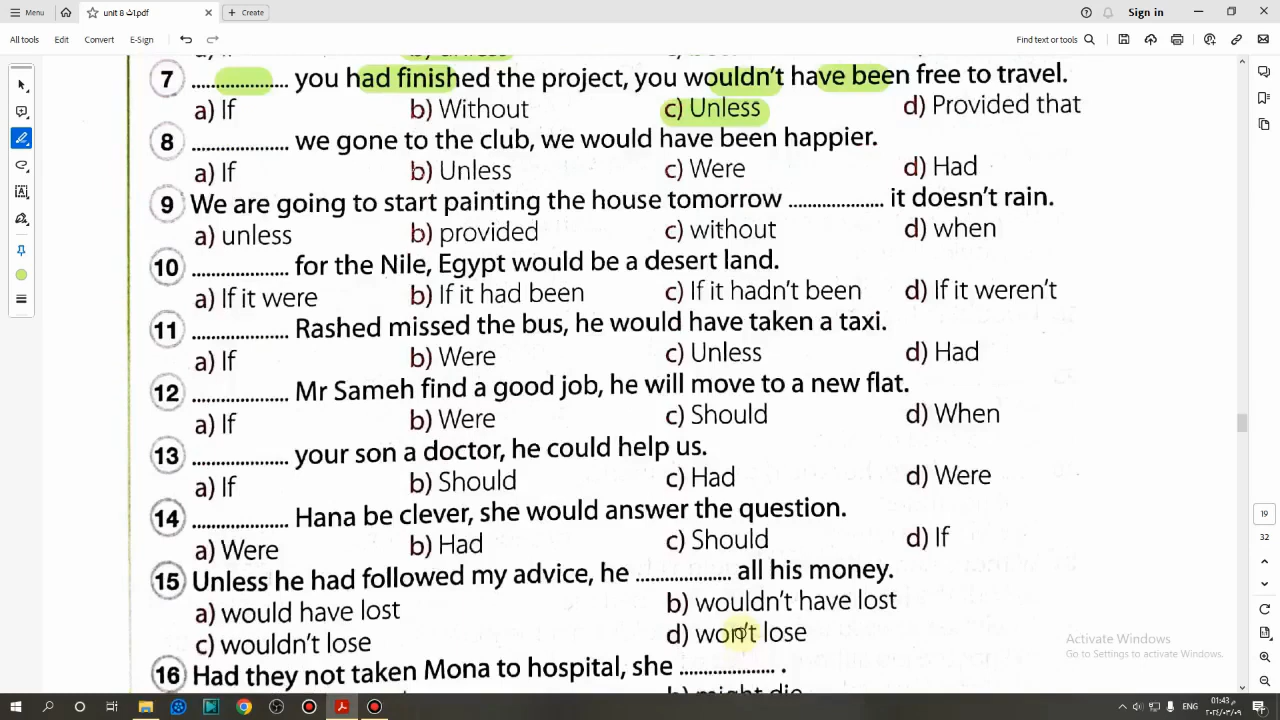 Menu
unit 8 ث1.pdf
Create
Sign in
All tools
Edit
Convert
E-Sign
Find text or tools
7 .................... you had finished the project, you wouldn't have been free to travel.
a) If b) Without c) Unless d) Provided that
8 .................... we gone to the club, we would have been happier.
a) If b) Unless c) Were d) Had
9 We are going to start painting the house tomorrow .................... it doesn't rain.
a) unless b) provided c) without d) when
10 .................... for the Nile, Egypt would be a desert land.
a) If it were b) If it had been c) If it hadn't been d) If it weren't
11 .................... Rashed missed the bus, he would have taken a taxi.
a) If b) Were c) Unless d) Had
12 .................... Mr Sameh find a good job, he will move to a new flat.
a) If b) Were c) Should d) When
13 .................... your son a doctor, he could help us.
a) If b) Should c) Had d) Were
14 .................... Hana be clever, she would answer the question.
a) Were b) Had c) Should d) If
15 Unless he had followed my advice, he .................... all his money.
a) would have lost b) wouldn't have lost
c) wouldn't lose d) won't lose
16 Had they not taken Mona to hospital, she .................... .
b) might die
19
32
Activate Windows
Go to Settings to activate Windows.
ENG
01:43 م